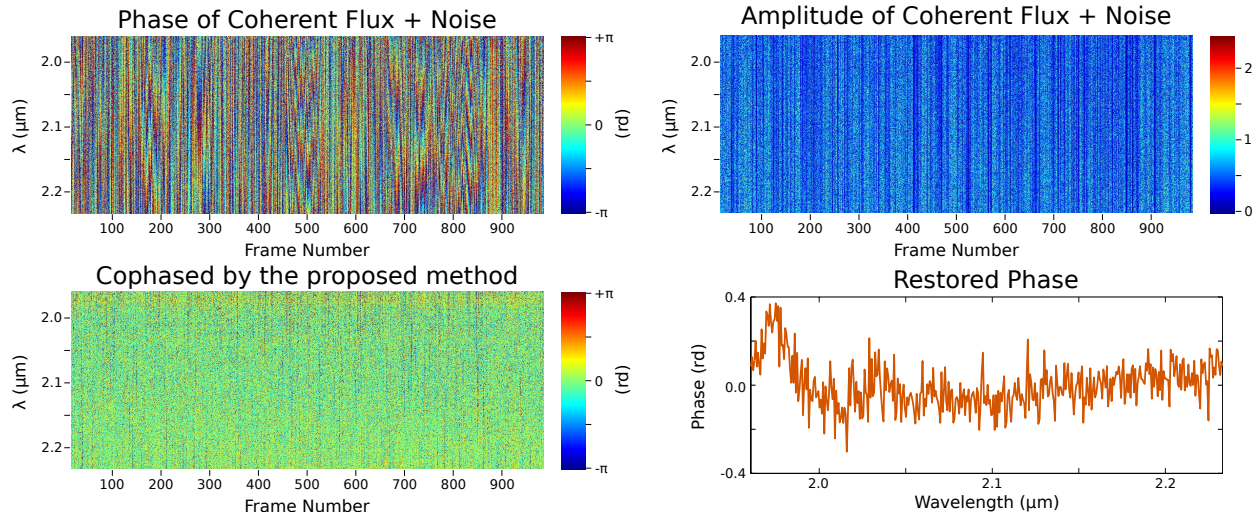 Phase of Coherent Flux + Noise
+π
0
-π
(rd)
2.0
2.1
2.2
λ (μm)
100 200 300 400 500 600 700 800 900
Frame Number
Amplitude of Coherent Flux + Noise
2
1
0
2.0
2.1
2.2
λ (μm)
100 200 300 400 500 600 700 800 900
Frame Number
Cophased by the proposed method
+π
0
-π
(rd)
2.0
2.1
2.2
λ (μm)
100 200 300 400 500 600 700 800 900
Frame Number
Restored Phase
0.4
0.0
-0.4
Phase (rd)
2.0 2.1 2.2
Wavelength (μm)